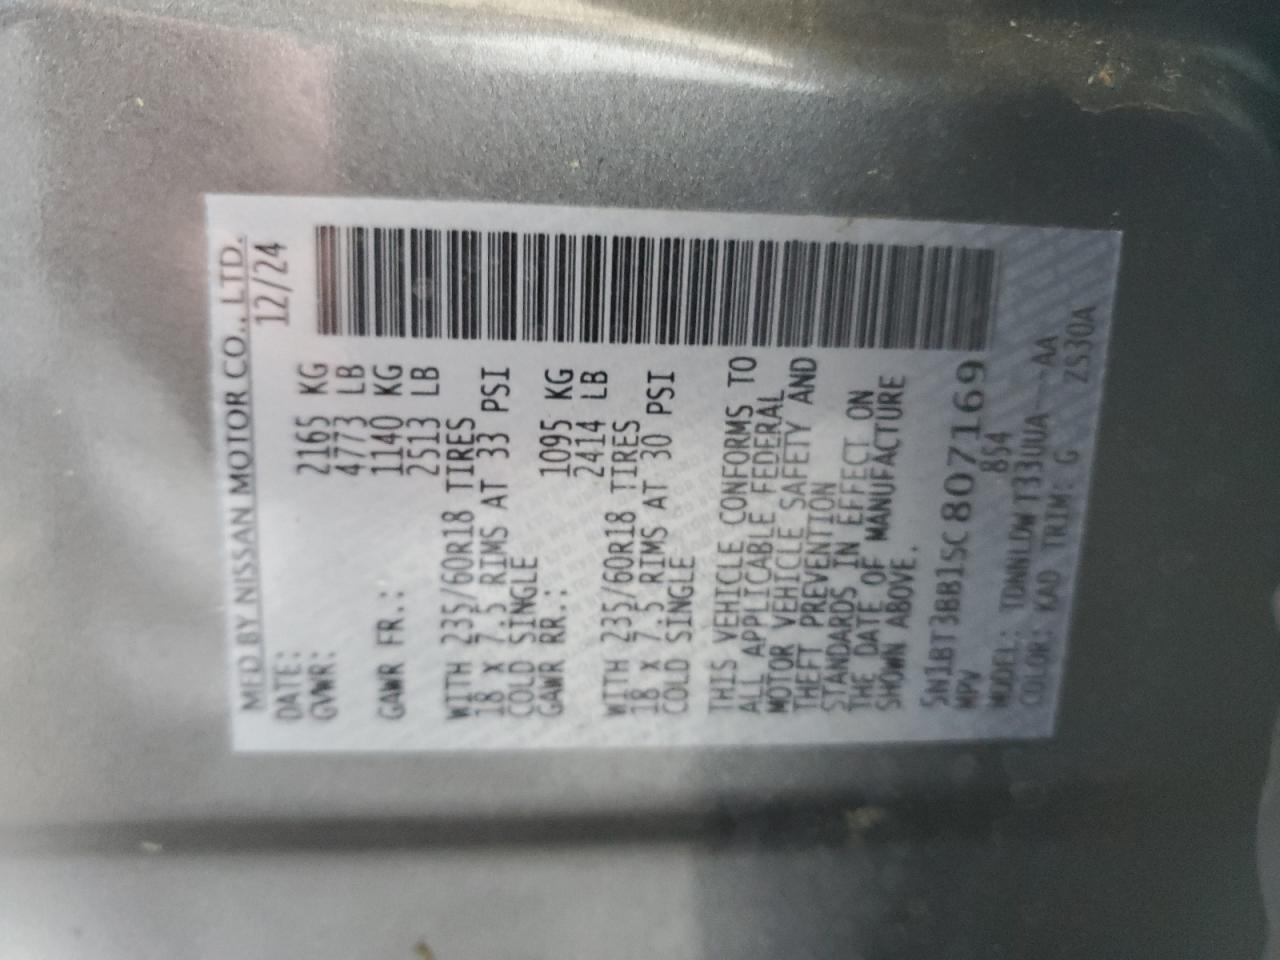 MFD BY NISSAN MOTOR CO., LTD.
DATE: 12/24
GVWR: 2165 KG
4773 LB
GAWR FR.: 1140 KG
2513 LB
WITH 235/60R18 TIRES
18 x 7.5 RIMS AT 33 PSI
COLD SINGLE
GAWR RR.: 1095 KG
2414 LB
WITH 235/60R18 TIRES
18 x 7.5 RIMS AT 30 PSI
COLD SINGLE
THIS VEHICLE CONFORMS TO
ALL APPLICABLE FEDERAL
MOTOR VEHICLE SAFETY AND
THEFT PREVENTION
STANDARDS IN EFFECT ON
THE DATE OF MANUFACTURE
SHOWN ABOVE.
5N1BT3BB1SC807169
MPV 854
MODEL: TDNNLDW T33UUA---AA
COLOR: KAD TRIM: G ZS30A